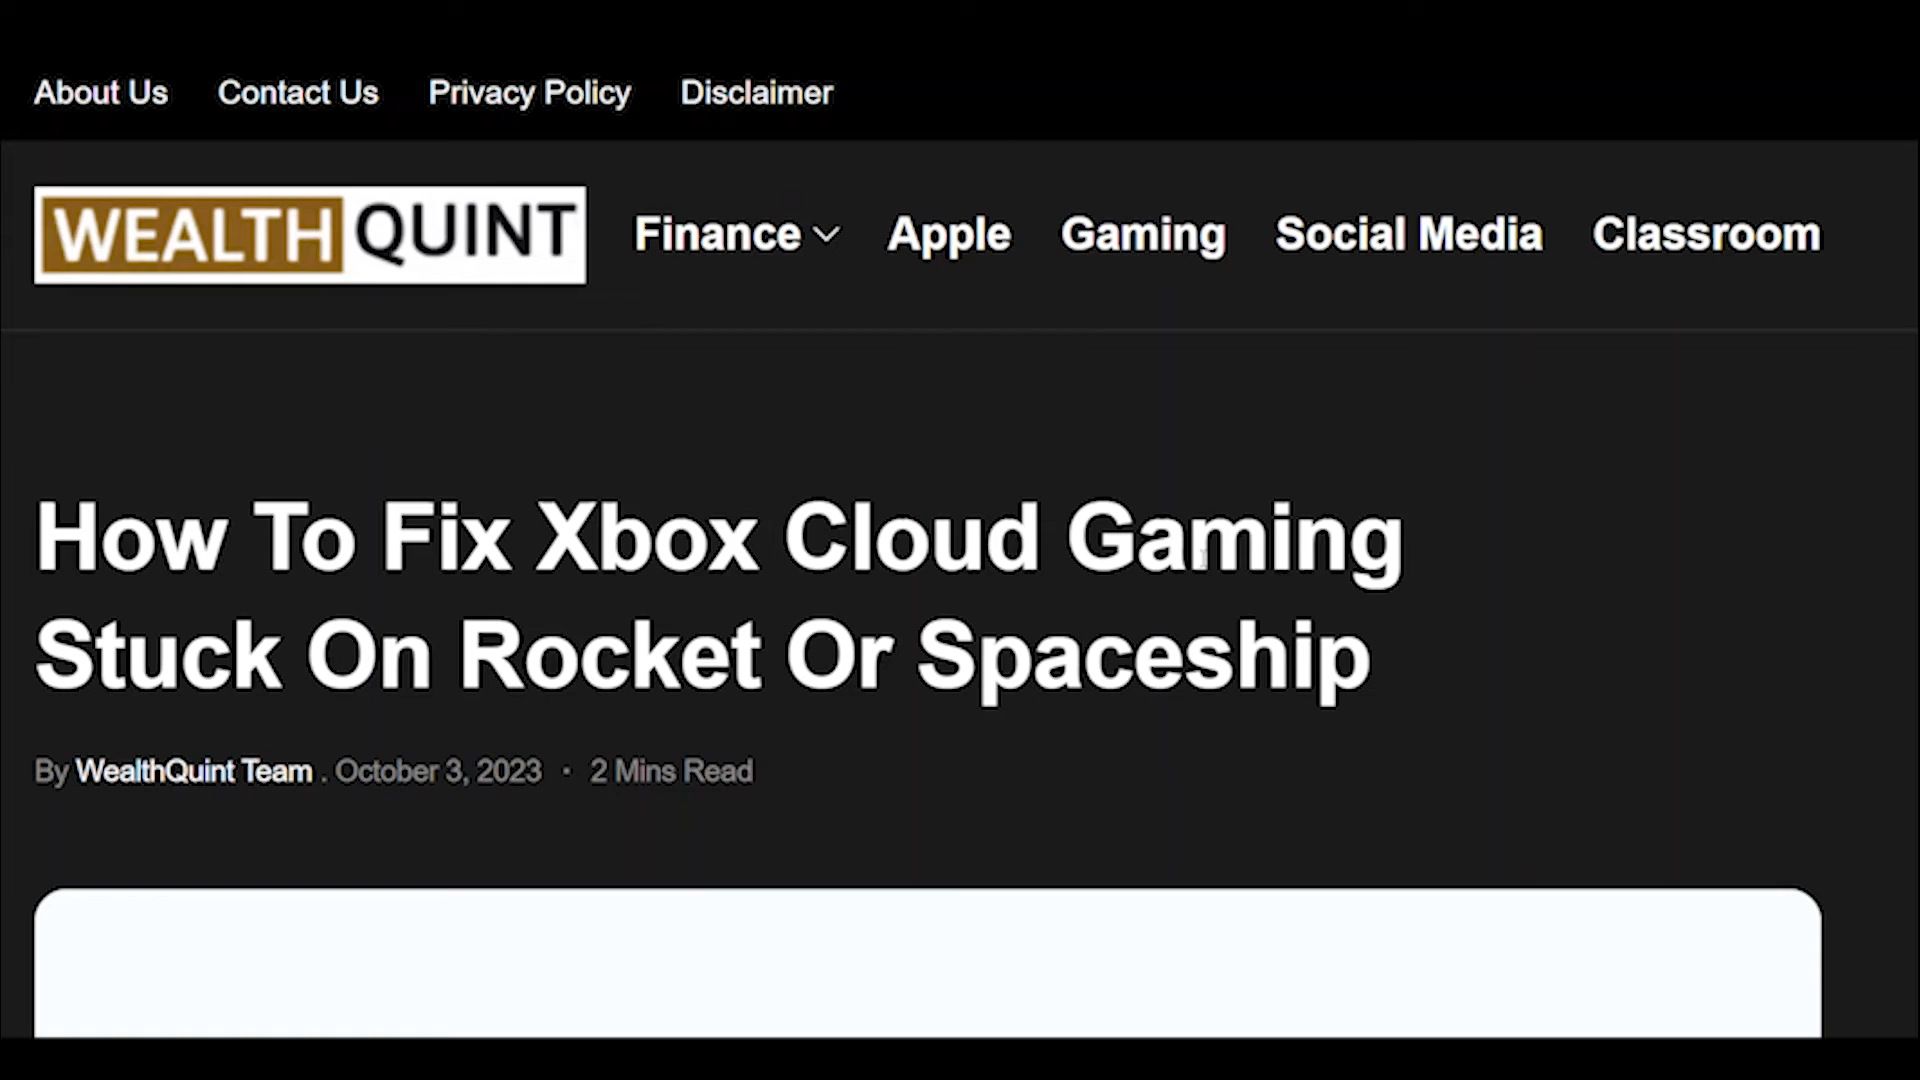 About Us Contact Us Privacy Policy Disclaimer
WEALTH QUINT Finance Apple Gaming Social Media Classroom
How To Fix Xbox Cloud Gaming
Stuck On Rocket Or Spaceship
By WealthQuint Team . October 3, 2023 · 2 Mins Read